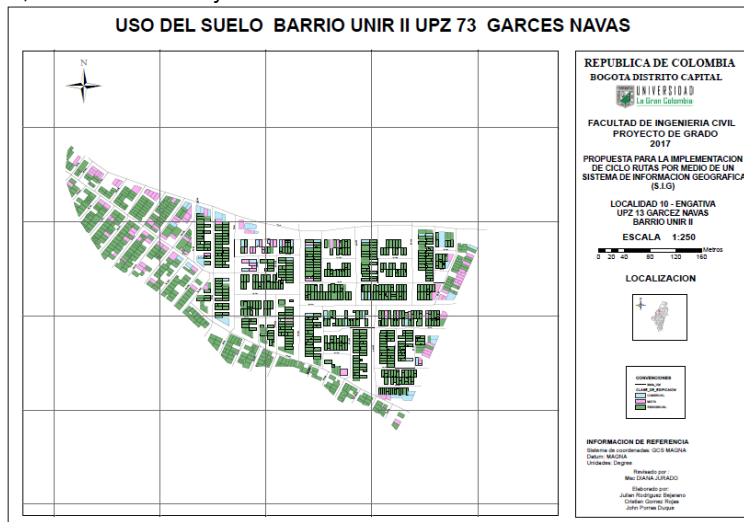 USO DEL SUELO BARRIO UNIR II UPZ 73 GARCES NAVAS
N
REPUBLICA DE COLOMBIA
BOGOTA DISTRITO CAPITAL
UNIVERSIDAD
La Gran Colombia
FACULTAD DE INGENIERIA CIVIL
PROYECTO DE GRADO
2017
PROPUESTA PARA LA IMPLEMENTACION
DE CICLO RUTAS POR MEDIO DE UN
SISTEMA DE INFORMACION GEOGRAFICA
(S.I.G)
LOCALIDAD 10 - ENGATIVA
UPZ 13 GARCEZ NAVAS
BARRIO UNIR II
ESCALA 1:250
Metros
0 20 40 80 120 160
LOCALIZACION
CONVENCIONES
CLASE_DE_EDIFICACION
COMERCIAL
MIXTA
RESIDENCIAL
INFORMACION DE REFERENCIA
Sistema de coordenadas: GCS MAGNA
Datum: MAGNA
Unidades: Degree
Revisado por :
Msc DIANA JURADO
Elaborado por:
Julian Rodriguez Bejarano
Cristian Gomez Rojas
John Porras Duque